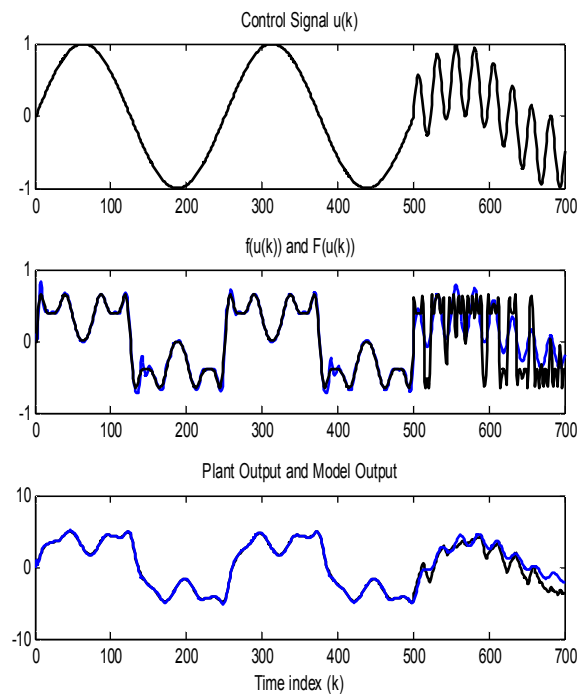 Control Signal u(k)
1
0
-1
0 100 200 300 400 500 600 700
f(u(k)) and F(u(k))
1
0
-1
0 100 200 300 400 500 600 700
Plant Output and Model Output
10
0
-10
0 100 200 300 400 500 600 700
Time index (k)